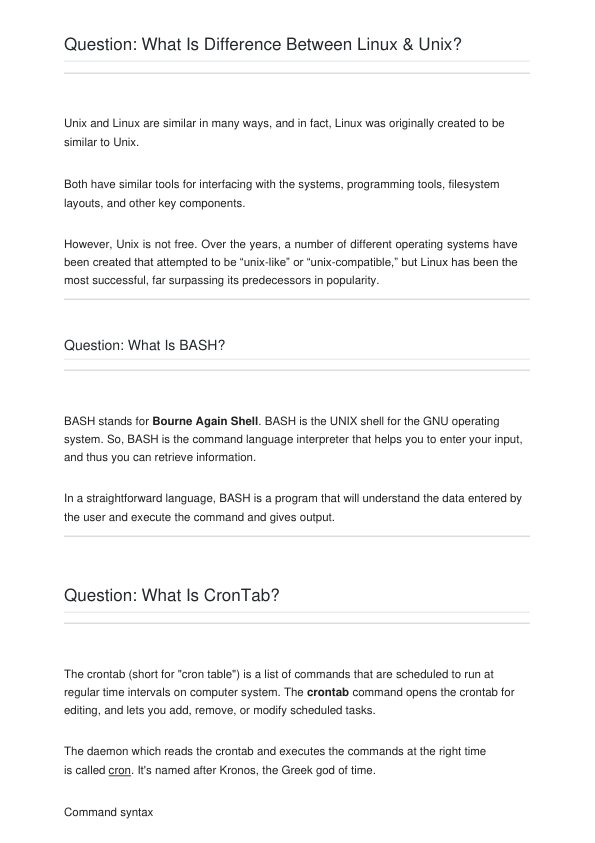 Question: What Is Difference Between Linux & Unix?
Unix and Linux are similar in many ways, and in fact, Linux was originally created to be
similar to Unix.
Both have similar tools for interfacing with the systems, programming tools, filesystem
layouts, and other key components.
However, Unix is not free. Over the years, a number of different operating systems have
been created that attempted to be “unix-like” or “unix-compatible,” but Linux has been the
most successful, far surpassing its predecessors in popularity.
Question: What Is BASH?
BASH stands for Bourne Again Shell. BASH is the UNIX shell for the GNU operating
system. So, BASH is the command language interpreter that helps you to enter your input,
and thus you can retrieve information.
In a straightforward language, BASH is a program that will understand the data entered by
the user and execute the command and gives output.
Question: What Is CronTab?
The crontab (short for "cron table") is a list of commands that are scheduled to run at
regular time intervals on computer system. The crontab command opens the crontab for
editing, and lets you add, remove, or modify scheduled tasks.
The daemon which reads the crontab and executes the commands at the right time
is called cron. It's named after Kronos, the Greek god of time.
Command syntax